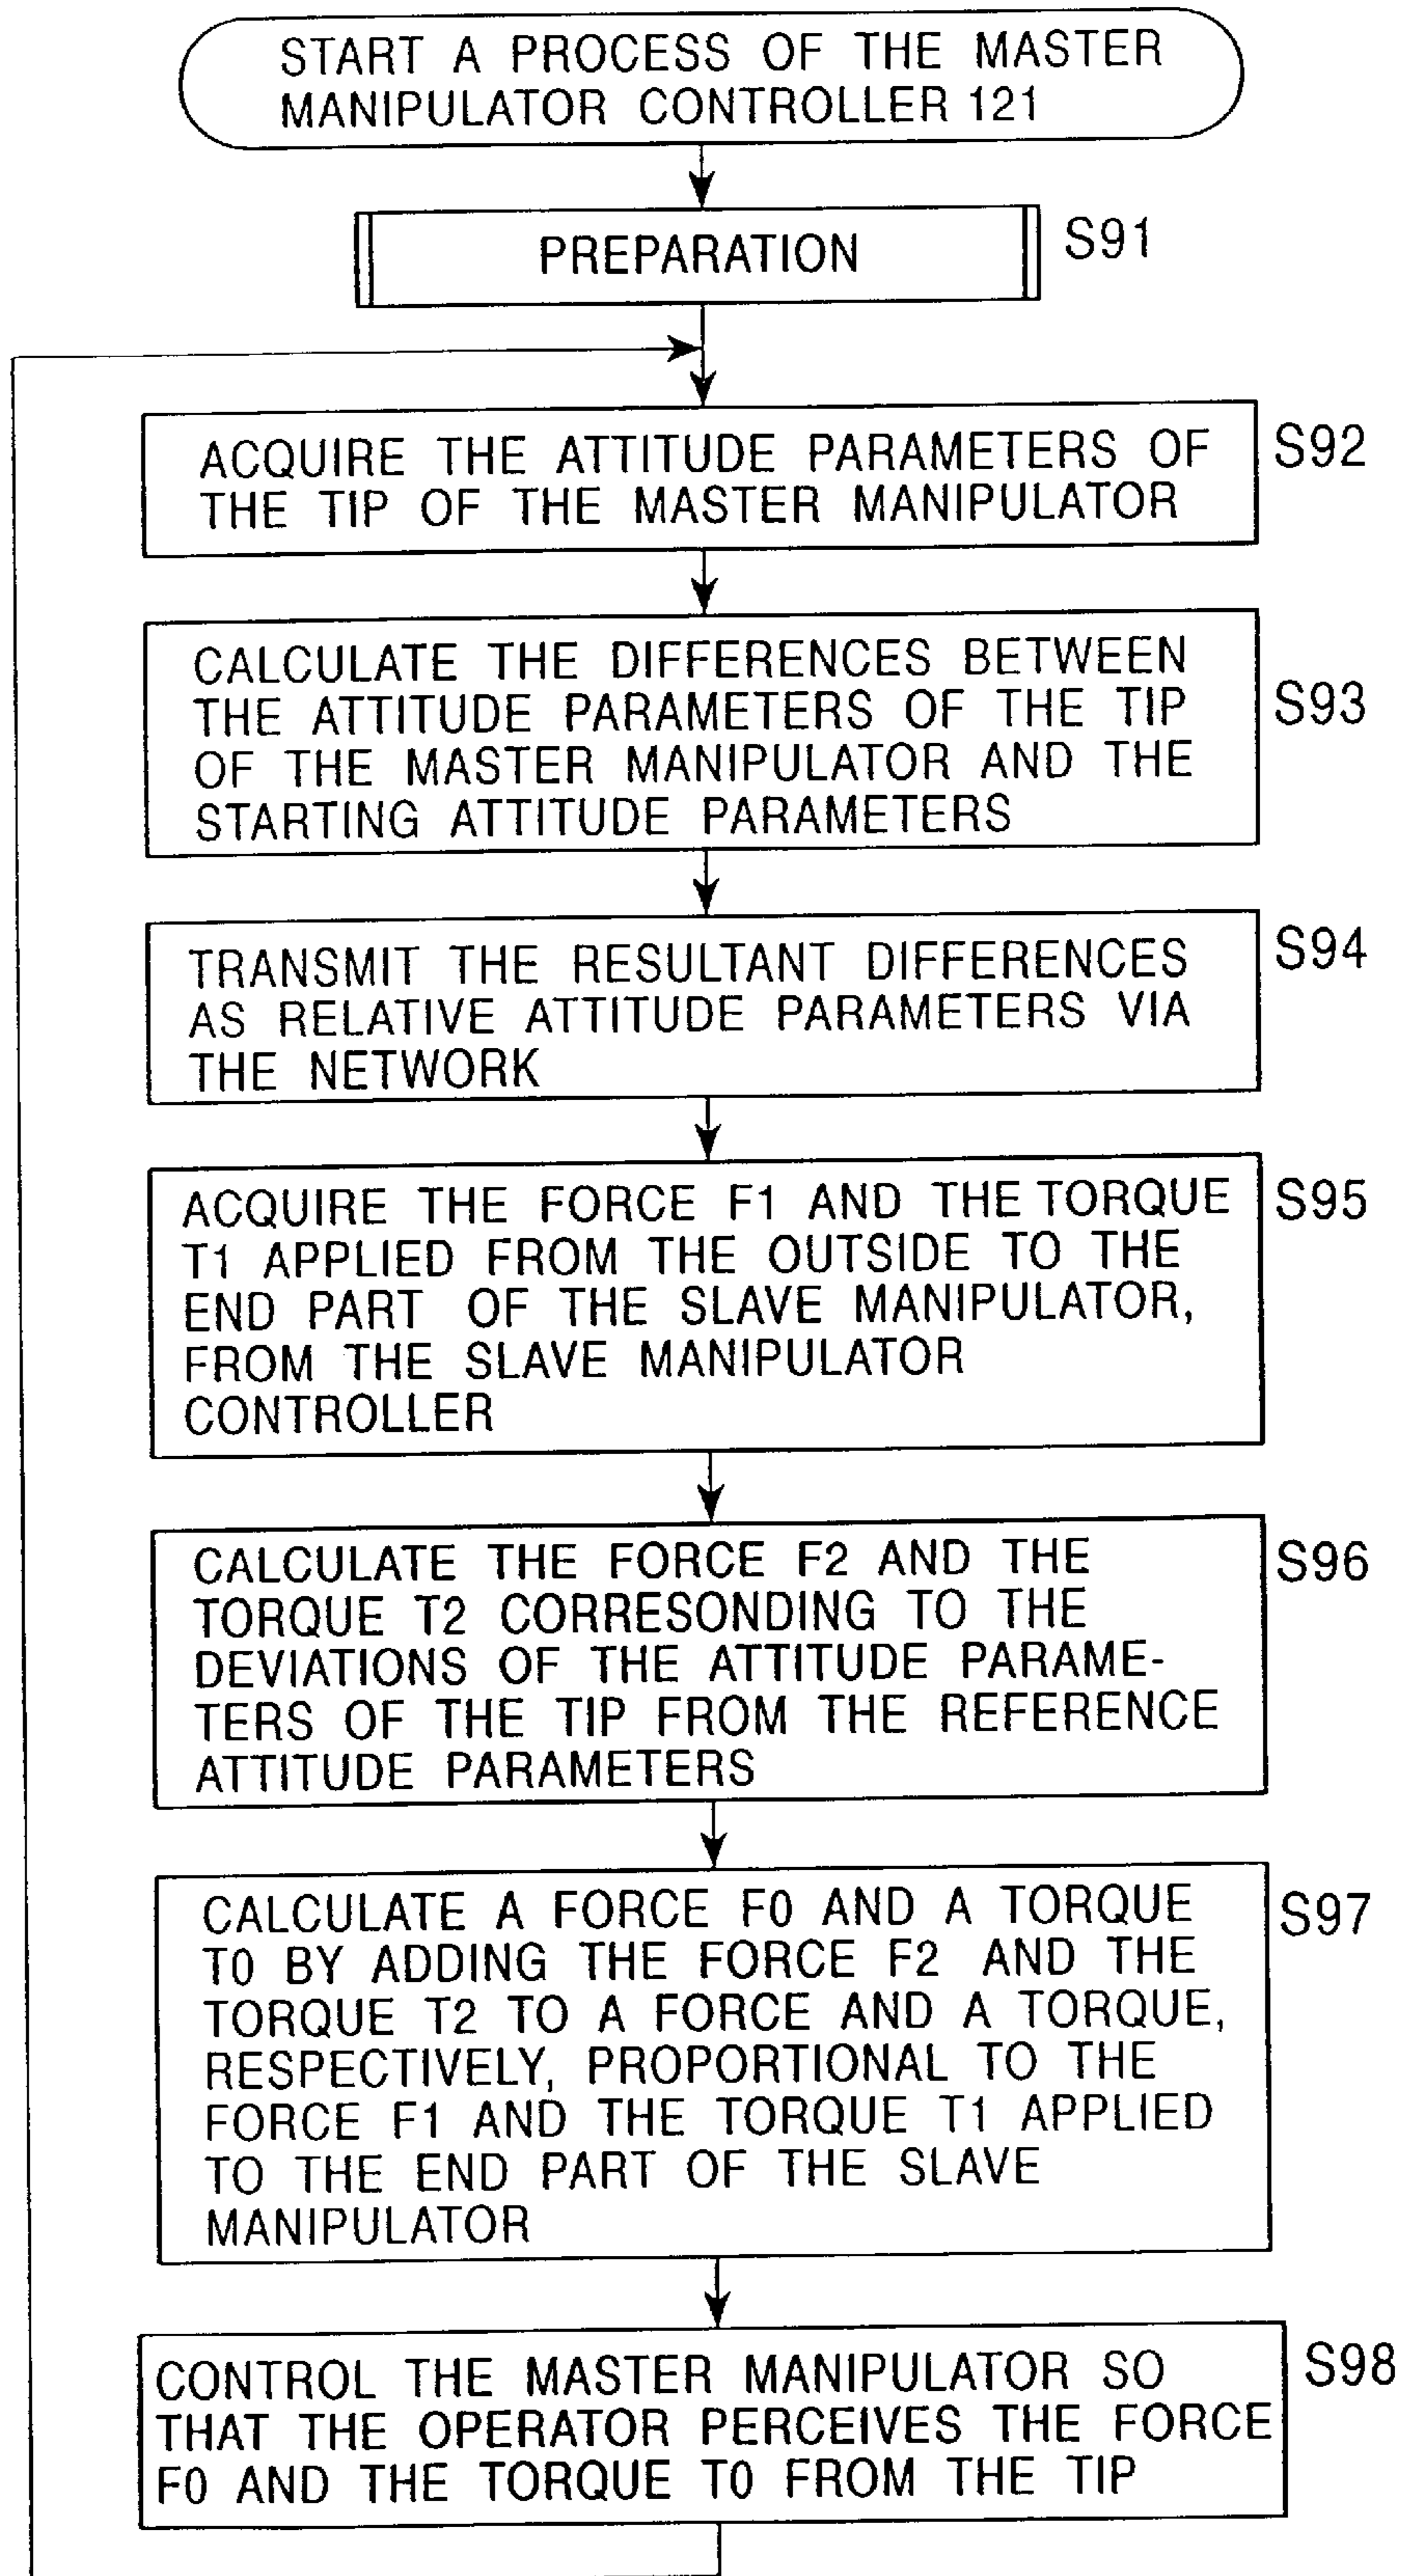 START A PROCESS OF THE MASTER
MANIPULATOR CONTROLLER 121
PREPARATION
S91
ACQUIRE THE ATTITUDE PARAMETERS OF
THE TIP OF THE MASTER MANIPULATOR
S92
CALCULATE THE DIFFERENCES BETWEEN
THE ATTITUDE PARAMETERS OF THE TIP
OF THE MASTER MANIPULATOR AND THE
STARTING ATTITUDE PARAMETERS
S93
TRANSMIT THE RESULTANT DIFFERENCES
AS RELATIVE ATTITUDE PARAMETERS VIA
THE NETWORK
S94
ACQUIRE THE FORCE F1 AND THE TORQUE
T1 APPLIED FROM THE OUTSIDE TO THE
END PART OF THE SLAVE MANIPULATOR,
FROM THE SLAVE MANIPULATOR
CONTROLLER
S95
CALCULATE THE FORCE F2 AND THE
TORQUE T2 CORRESONDING TO THE
DEVIATIONS OF THE ATTITUDE PARAME-
TERS OF THE TIP FROM THE REFERENCE
ATTITUDE PARAMETERS
S96
CALCULATE A FORCE F0 AND A TORQUE
T0 BY ADDING THE FORCE F2 AND THE
TORQUE T2 TO A FORCE AND A TORQUE,
RESPECTIVELY, PROPORTIONAL TO THE
FORCE F1 AND THE TORQUE T1 APPLIED
TO THE END PART OF THE SLAVE
MANIPULATOR
S97
CONTROL THE MASTER MANIPULATOR SO
THAT THE OPERATOR PERCEIVES THE FORCE
F0 AND THE TORQUE T0 FROM THE TIP
S98